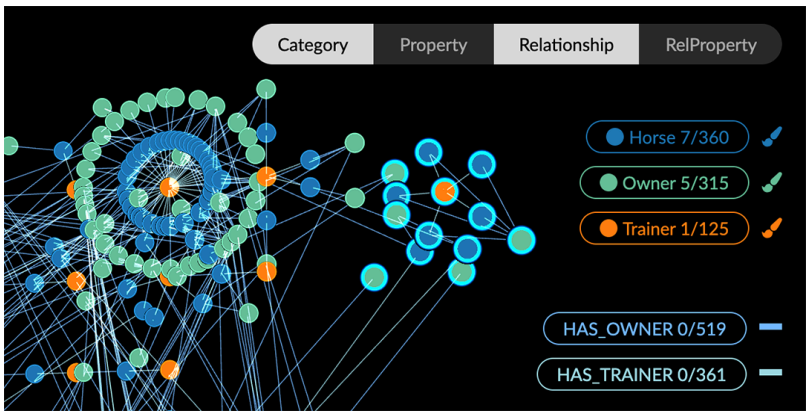 Category Property Relationship RelProperty
Horse 7/360
Owner 5/315
Trainer 1/125
HAS_OWNER 0/519
HAS_TRAINER 0/361